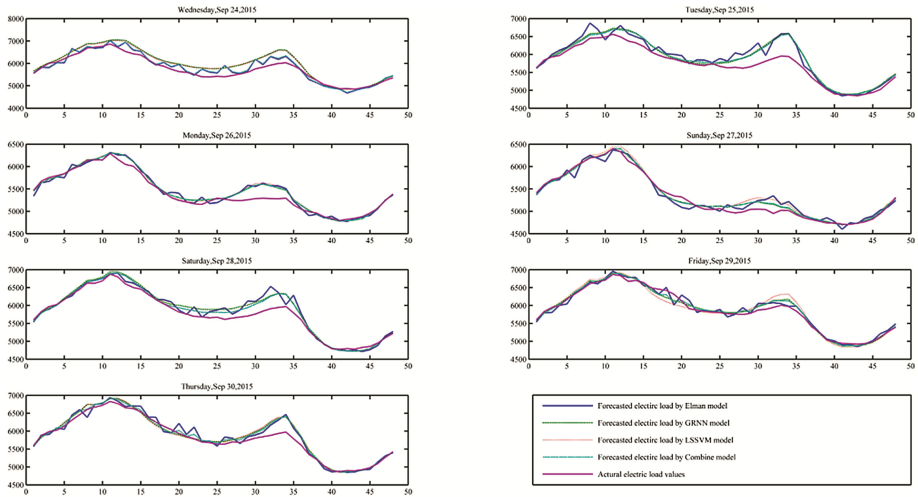 Wednesday,Sep 24,2015
8000
7000
6000
5000
4000
0 5 10 15 20 25 30 35 40 45 50
Tuesday,Sep 25,2015
7000
6500
6000
5500
5000
4500
0 5 10 15 20 25 30 35 40 45 50
Monday,Sep 26,2015
6500
6000
5500
5000
4500
0 5 10 15 20 25 30 35 40 45 50
Sunday,Sep 27,2015
6500
6000
5500
5000
4500
0 5 10 15 20 25 30 35 40 45 50
Saturday,Sep 28,2015
7000
6500
6000
5500
5000
4500
0 5 10 15 20 25 30 35 40 45 50
Friday,Sep 29,2015
7000
6500
6000
5500
5000
4500
0 5 10 15 20 25 30 35 40 45 50
Thursday,Sep 30,2015
7000
6500
6000
5500
5000
4500
0 5 10 15 20 25 30 35 40 45 50
Forecasted electirc load by Elman model
Forecasted electirc load by GRNN model
Forecasted electirc load by LSSVM model
Forecasted electirc load by Combine model
Actural electric load values